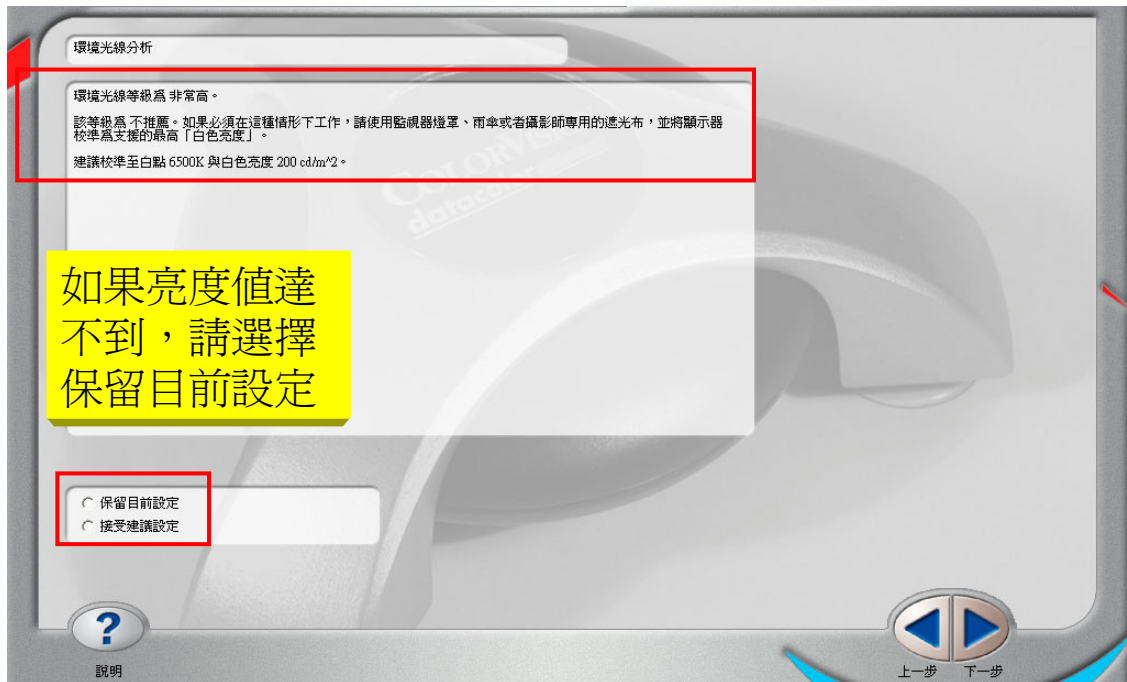 環境光線分析
環境光線等級爲 非常高。
該等級爲 不推薦。如果必須在這種情形下工作，請使用監視器燈罩、雨傘或者攝影師專用的遮光布，並將顯示器
校準爲支援的最高「白色亮度」。
建議校準至白點 6500K 與白色亮度 200 cd/m^2。
COLORVISION
datacolor
如果亮度值達
不到，請選擇
保留目前設定
保留目前設定
接受建議設定
?
說明
上一步 下一步